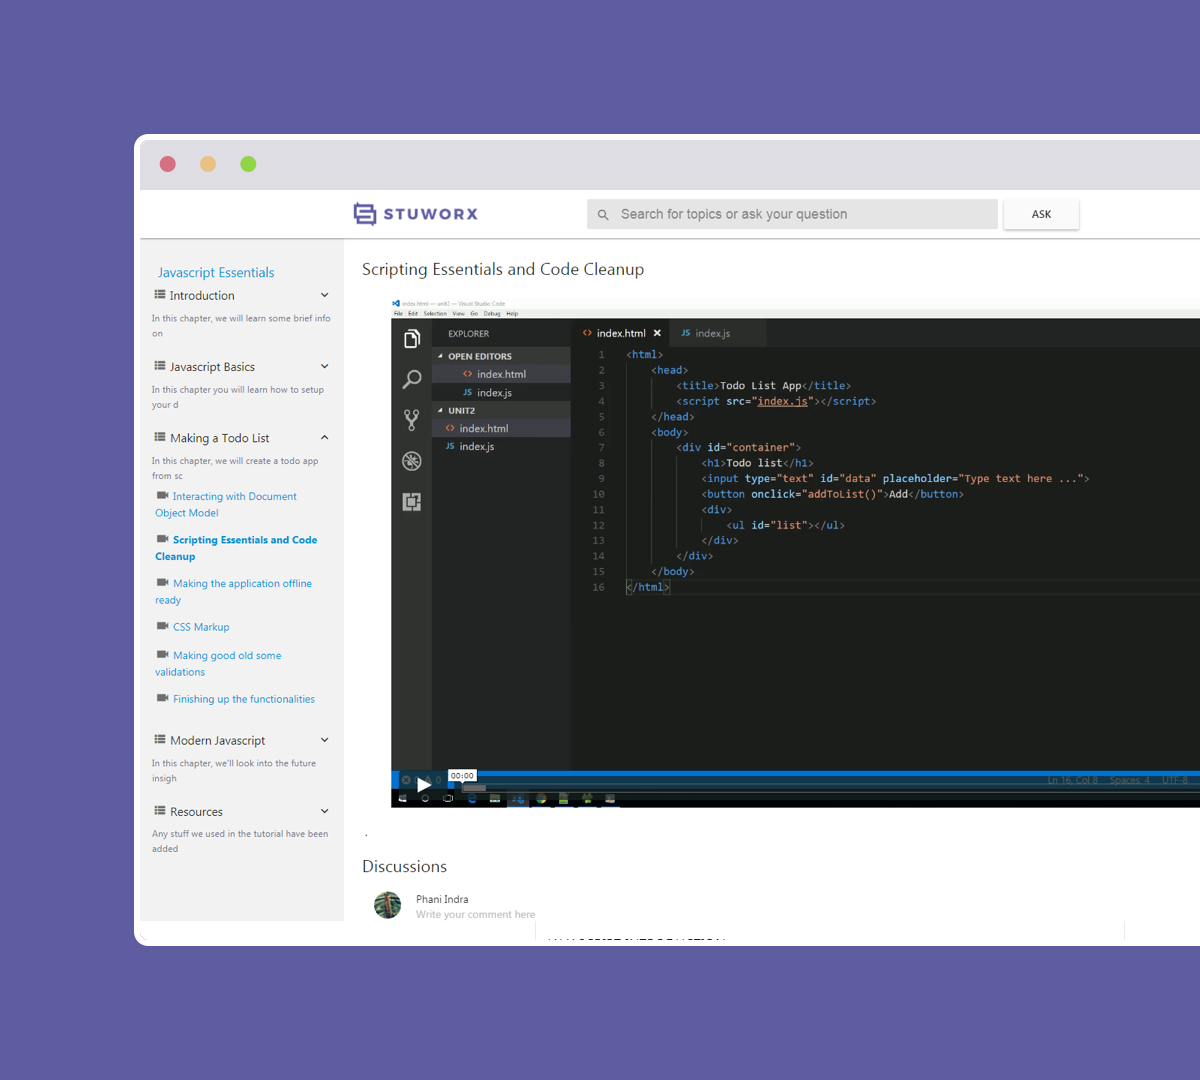 STUWORX
Search for topics or ask your question
ASK
Javascript Essentials
Introduction
In this chapter, we will learn some brief info
on
Javascript Basics
In this chapter you will learn how to setup
your d
Making a Todo List
In this chapter, we will create a todo app
from sc
Interacting with Document
Object Model
Scripting Essentials and Code
Cleanup
Making the application offline
ready
CSS Markup
Making good old some
validations
Finishing up the functionalities
Modern Javascript
In this chapter, we'll look into the future
insigh
Resources
Any stuff we used in the tutorial have been
added
Scripting Essentials and Code Cleanup
index.html — unit2 — Visual Studio Code
File Edit Selection View Go Debug Help
EXPLORER
OPEN EDITORS
<> index.html
JS index.js
UNIT2
<> index.html
JS index.js
<> index.html ×
JS index.js
1 <html>
2 <head>
3 <title>Todo List App</title>
4 <script src="index.js"></script>
5 </head>
6 <body>
7 <div id="container">
8 <h1>Todo list</h1>
9 <input type="text" id="data" placeholder="Type text here ...">
10 <button onclick="addToList()">Add</button>
11 <div>
12 <ul id="list"></ul>
13 </div>
14 </div>
15 </body>
16 </html>
00:00
Ln 16, Col 8 Spaces: 4 UTF-8
.
Discussions
Phani Indra
Write your comment here